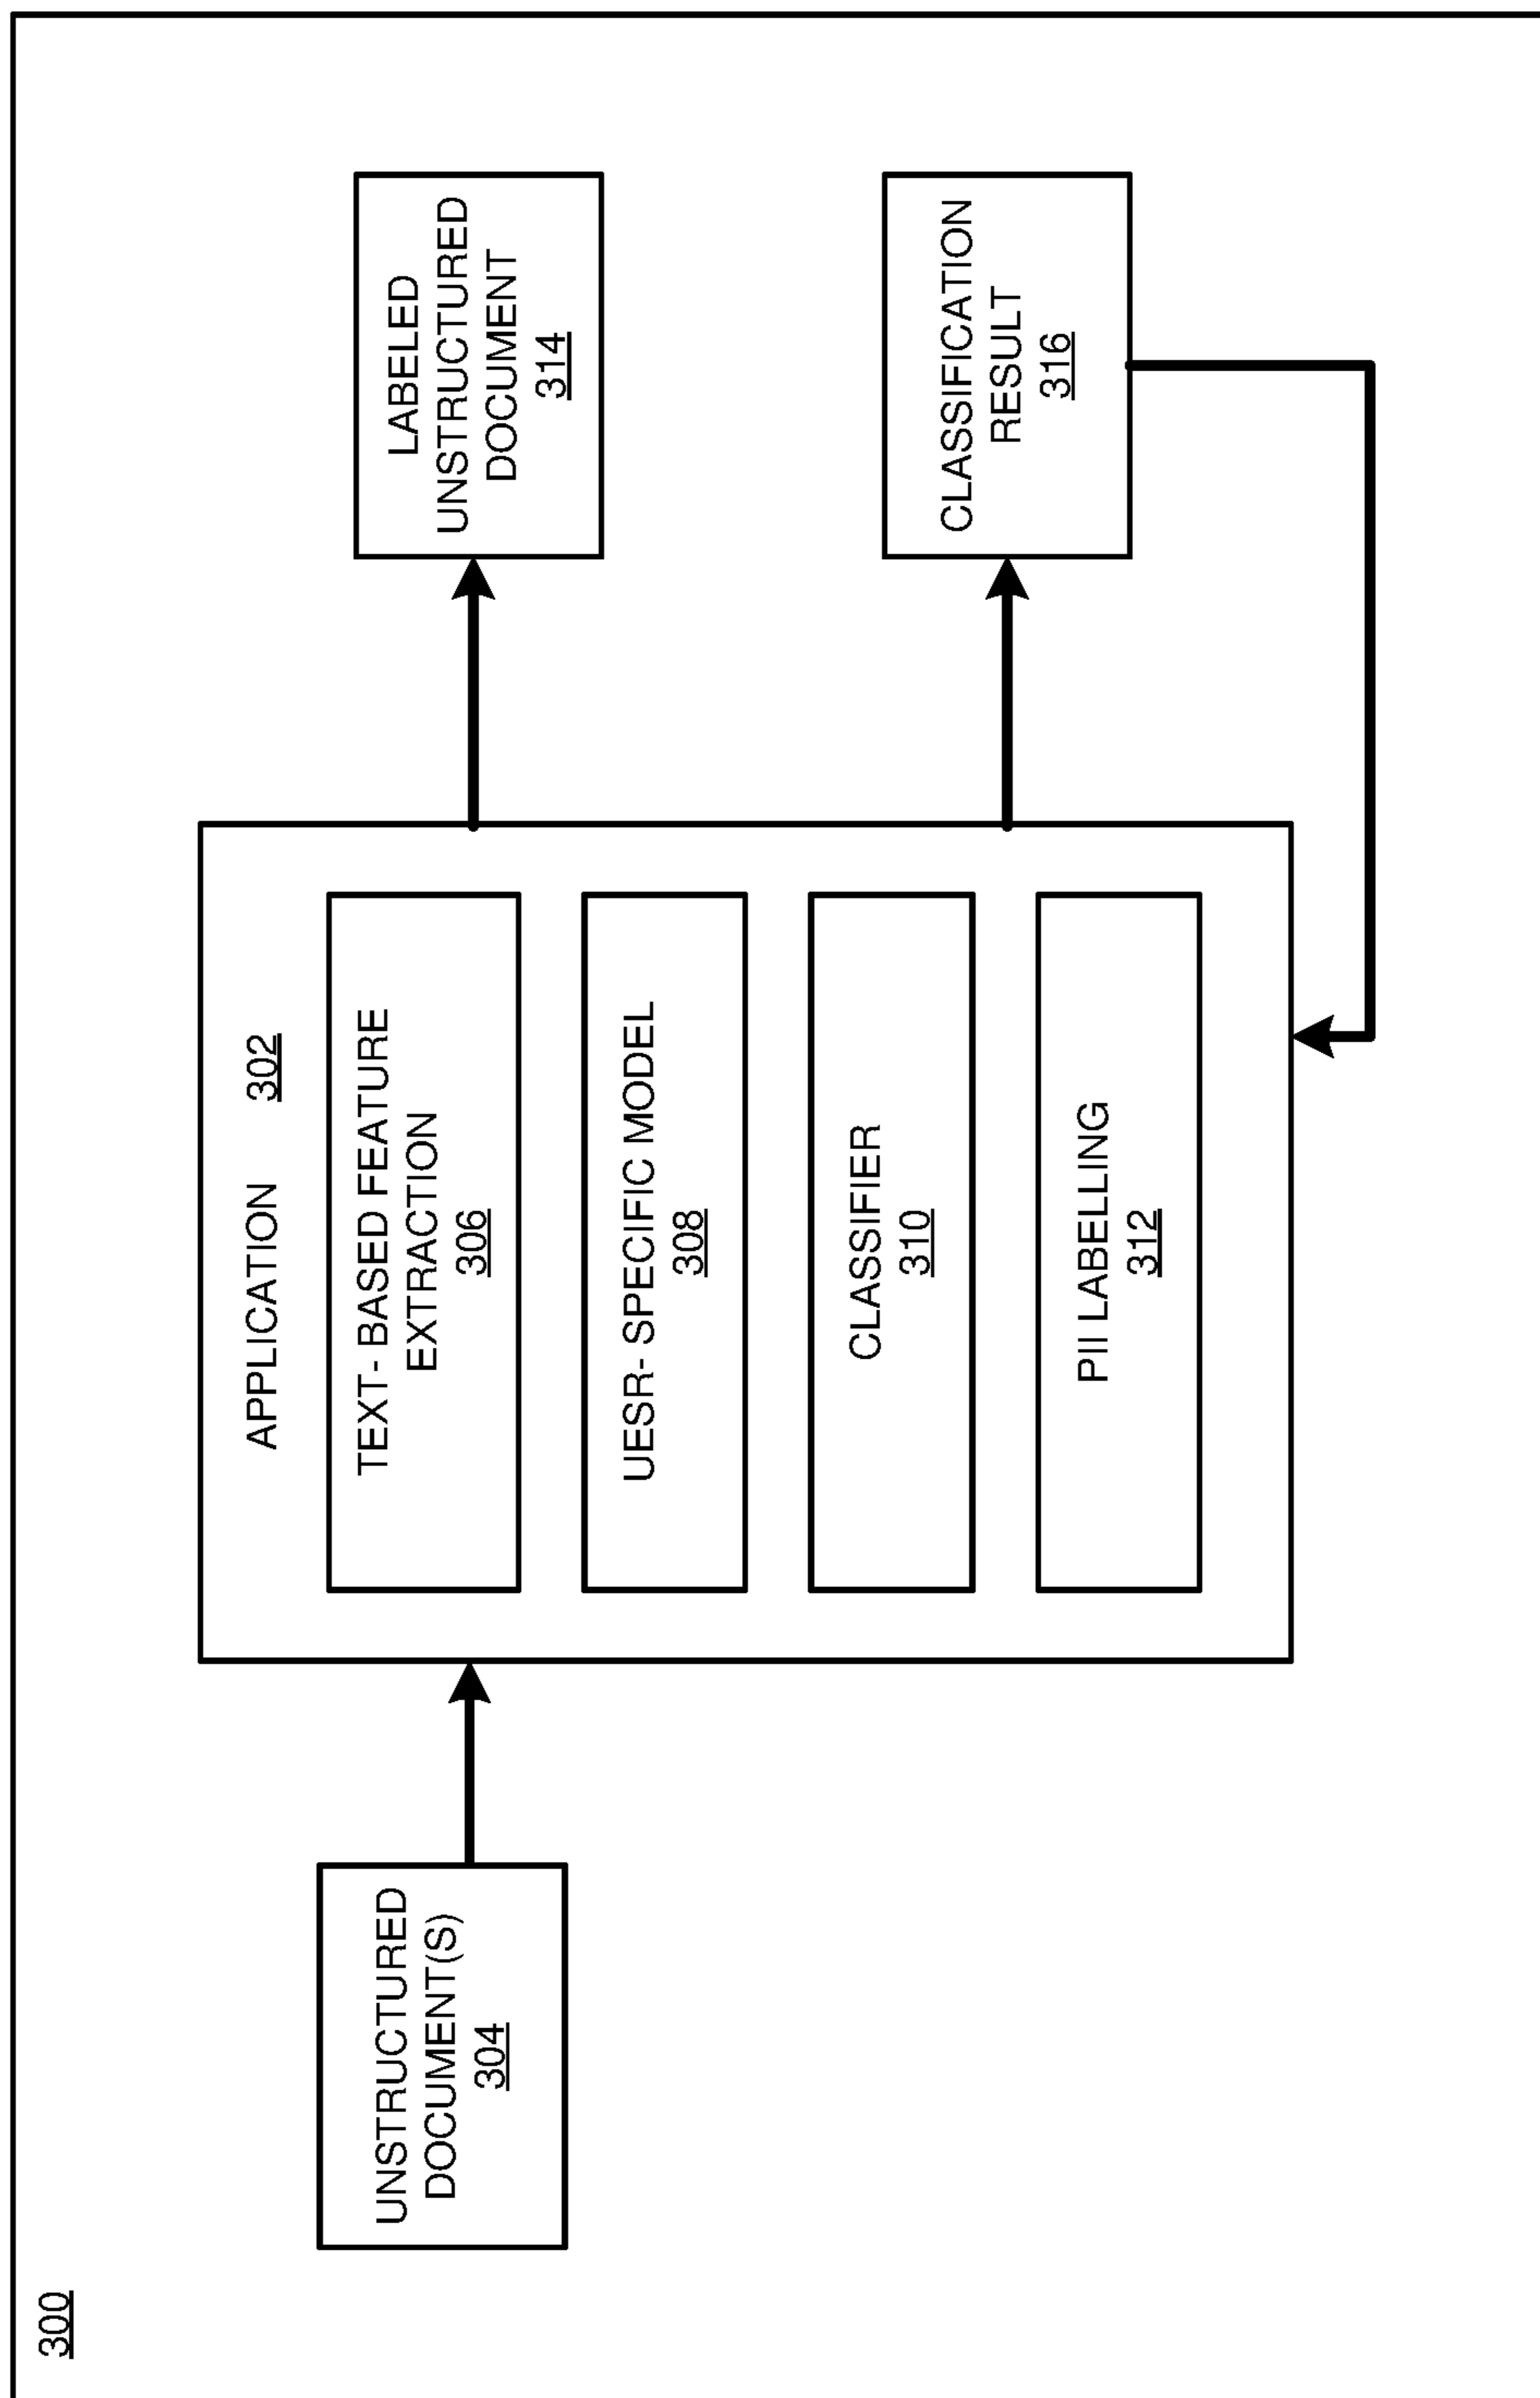 300
UNSTRUCTURED
DOCUMENT(S)
304
APPLICATION 302
TEXT- BASED FEATURE
EXTRACTION
306
UESR- SPECIFIC MODEL
308
CLASSIFIER
310
PII LABELLING
312
LABELED
UNSTRUCTURED
DOCUMENT
314
CLASSIFICATION
RESULT
316